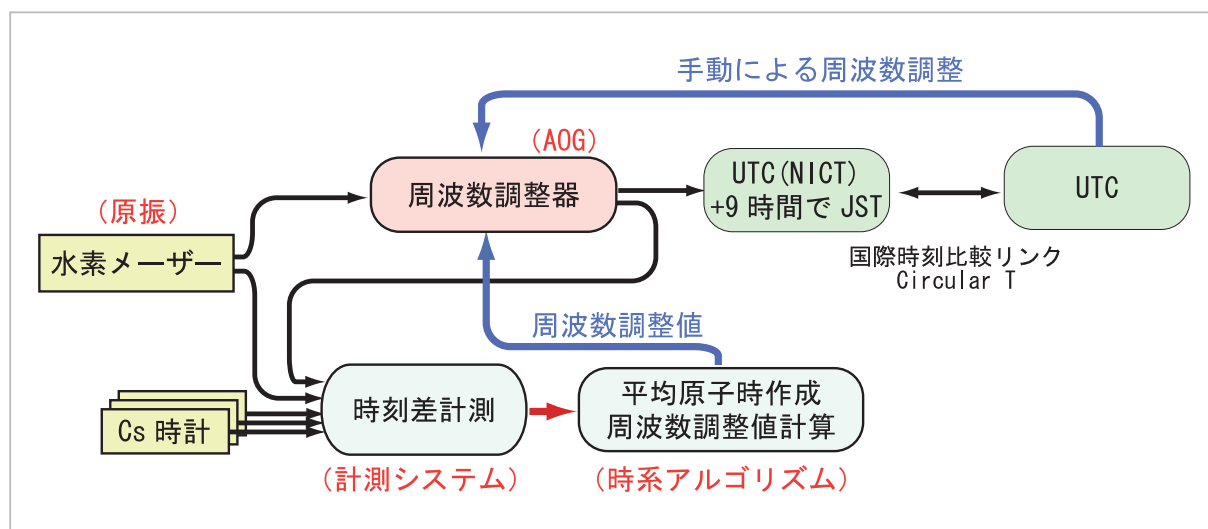 手動による周波数調整
(AOG)
周波数調整器
UTC(NICT)
+9時間でJST
UTC
(原振)
水素メーザー
国際時刻比較リンク
Circular T
周波数調整値
Cs 時計
時刻差計測
平均原子時作成
周波数調整値計算
(計測システム)
(時系アルゴリズム)